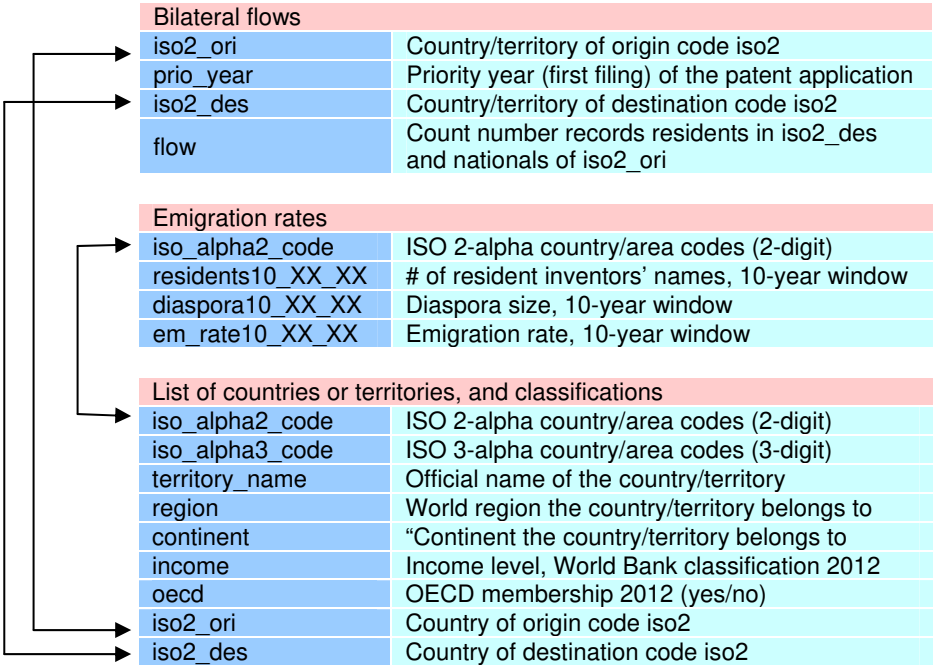 Bilateral flows
iso2_ori Country/territory of origin code iso2
prio_year Priority year (first filing) of the patent application
iso2_des Country/territory of destination code iso2
flow Count number records residents in iso2_des
and nationals of iso2_ori
Emigration rates
iso_alpha2_code ISO 2-alpha country/area codes (2-digit)
residents10_XX_XX # of resident inventors’ names, 10-year window
diaspora10_XX_XX Diaspora size, 10-year window
em_rate10_XX_XX Emigration rate, 10-year window
List of countries or territories, and classifications
iso_alpha2_code ISO 2-alpha country/area codes (2-digit)
iso_alpha3_code ISO 3-alpha country/area codes (3-digit)
territory_name Official name of the country/territory
region World region the country/territory belongs to
continent “Continent the country/territory belongs to
income Income level, World Bank classification 2012
oecd OECD membership 2012 (yes/no)
iso2_ori Country of origin code iso2
iso2_des Country of destination code iso2